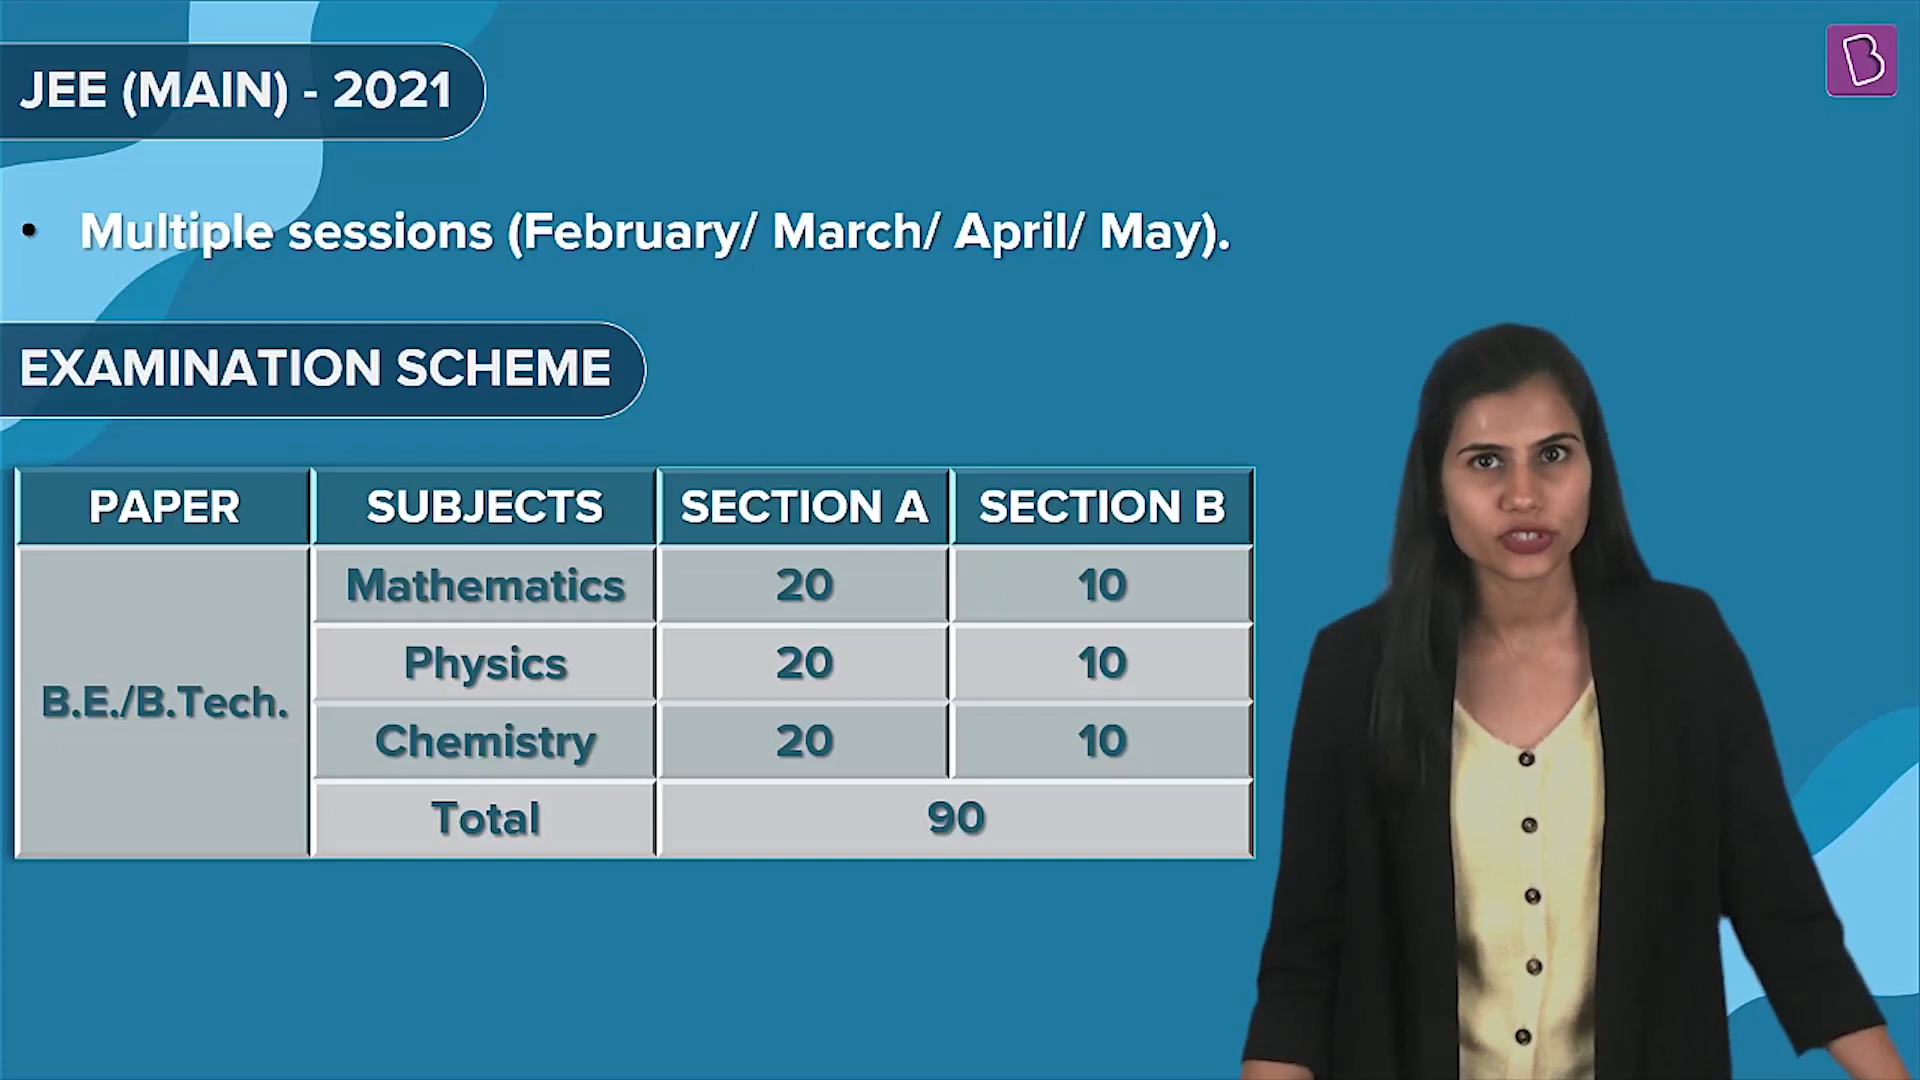 JEE (MAIN) - 2021
• Multiple sessions (February/ March/ April/ May).
EXAMINATION SCHEME
PAPER SUBJECTS SECTION A SECTION B
B.E./B.Tech.
Mathematics 20 10
Physics 20 10
Chemistry 20 10
Total 90
B